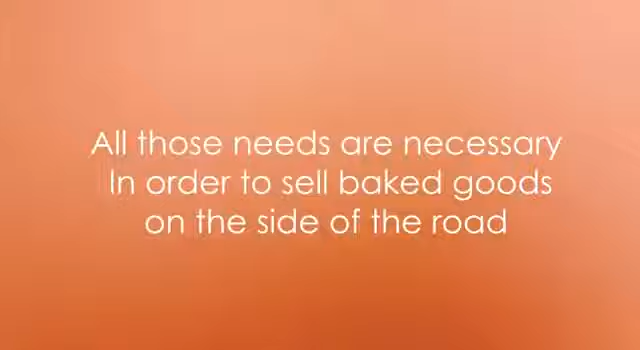 All those needs are necessary
In order to sell baked goods
on the side of the road